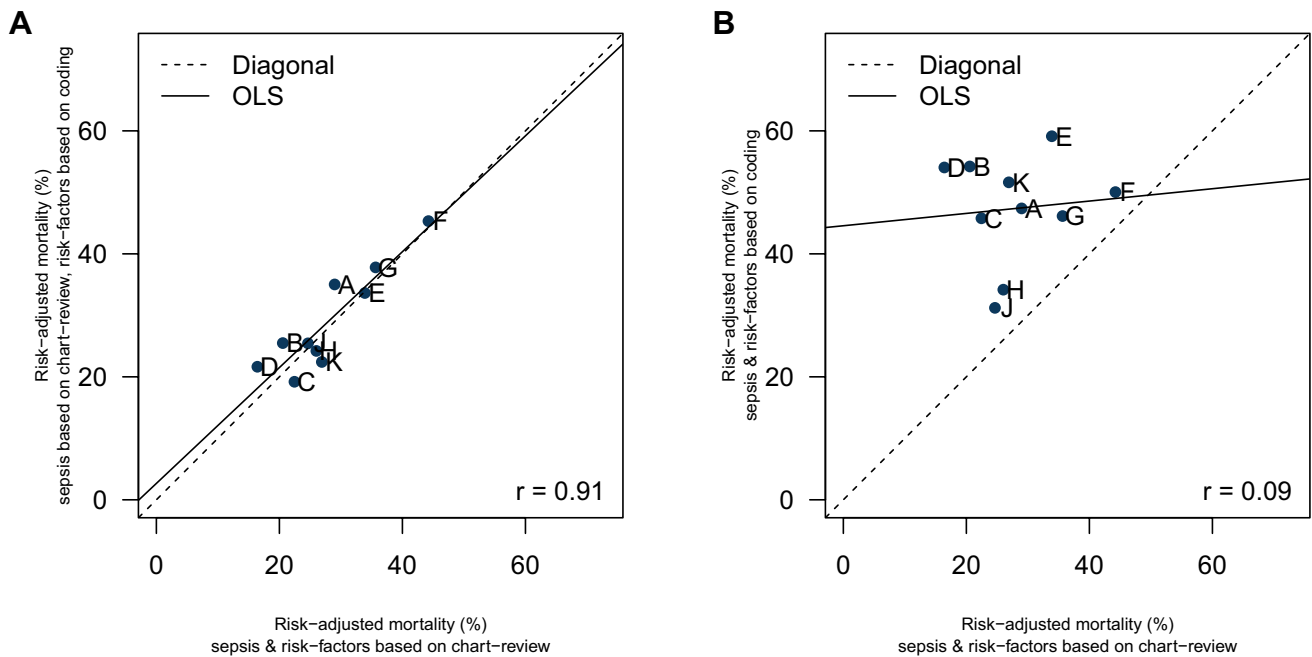 A
Risk−adjusted mortality (%)
sepsis based on chart−review, risk−factors based on coding
60
40
20
0
Diagonal
OLS
F
G
A
E
B
J
H
K
D
C
r = 0.91
0 20 40 60
Risk−adjusted mortality (%)
sepsis & risk−factors based on chart−review
B
Risk−adjusted mortality (%)
sepsis & risk−factors based on coding
60
40
20
0
Diagonal
OLS
E
D
B
K
F
A
C
G
H
J
r = 0.09
0 20 40 60
Risk−adjusted mortality (%)
sepsis & risk−factors based on chart−review